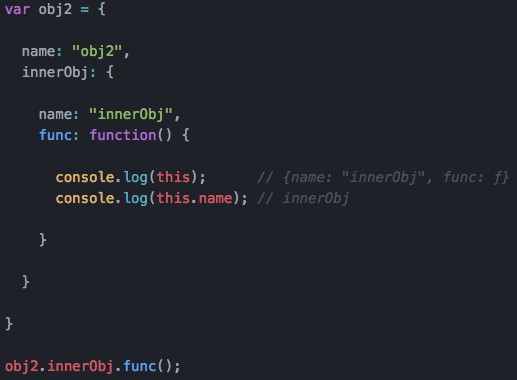 var obj2 = {
name: "obj2",
innerObj: {
name: "innerObj",
func: function() {
console.log(this); // {name: "innerObj", func: ƒ}
console.log(this.name); // innerObj
}
}
}
obj2.innerObj.func();